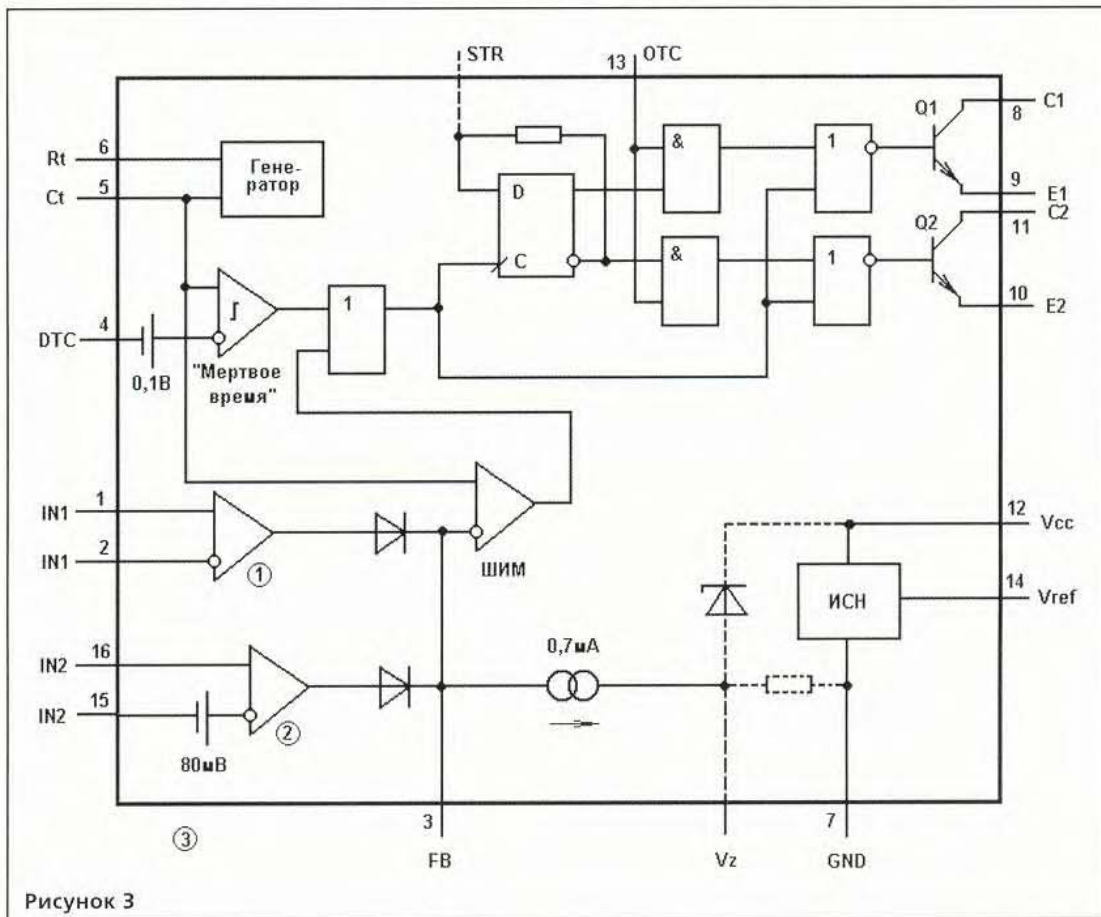 STR
13
OTC
Q1
C1
8
Rt
6
Гене-
ратор
&
1
Ct
5
D
9
E1
C2
Q2
11
C
&
1
10
E2
DTC
4
1
0,1В
"Мертвое
время"
IN1
1
IN1
2
1
ШИМ
12
Vcc
ИСН
14
Vref
0,7мА
IN2
16
IN2
15
2
80мВ
3
3
FB
Vz
7
GND
Рисунок 3